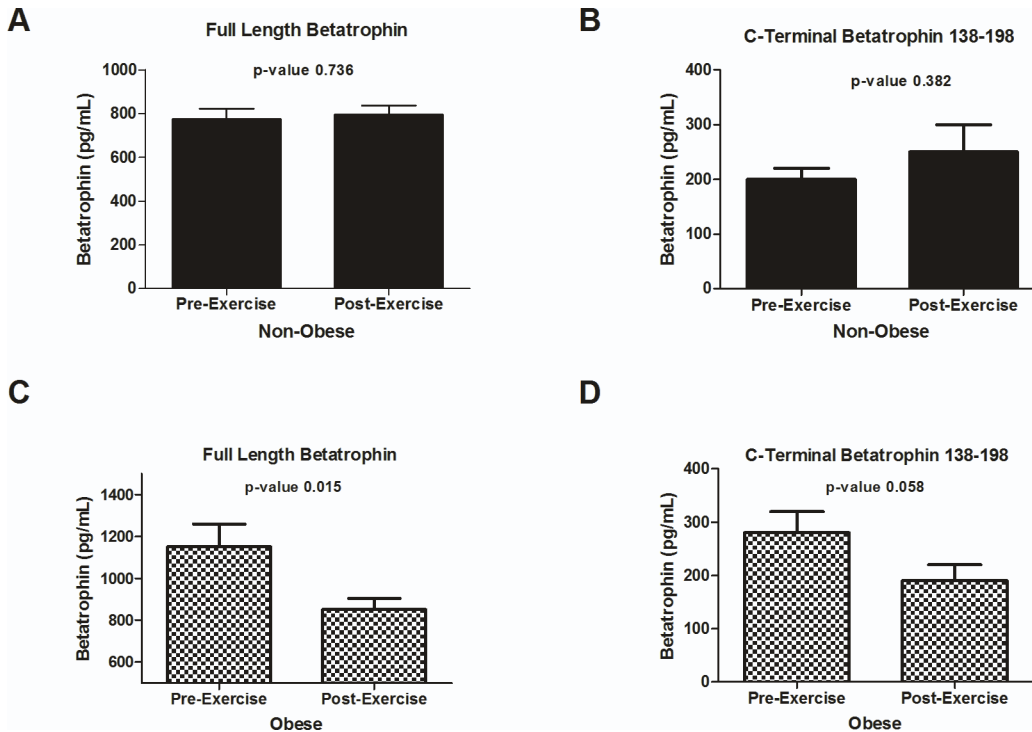 A
Full Length Betatrophin
p-value 0.736
Betatrophin (pg/mL)
1000
800
600
400
200
0
Pre-Exercise Post-Exercise
Non-Obese
B
C-Terminal Betatrophin 138-198
p-value 0.382
Betatrophin (pg/mL)
400
300
200
100
0
Pre-Exercise Post-Exercise
Non-Obese
C
Full Length Betatrophin
p-value 0.015
Betatrophin (pg/mL)
1400
1200
1000
800
600
Pre-Exercise Post-Exercise
Obese
D
C-Terminal Betatrophin 138-198
p-value 0.058
Betatrophin (pg/mL)
400
300
200
100
0
Pre-Exercise Post-Exercise
Obese